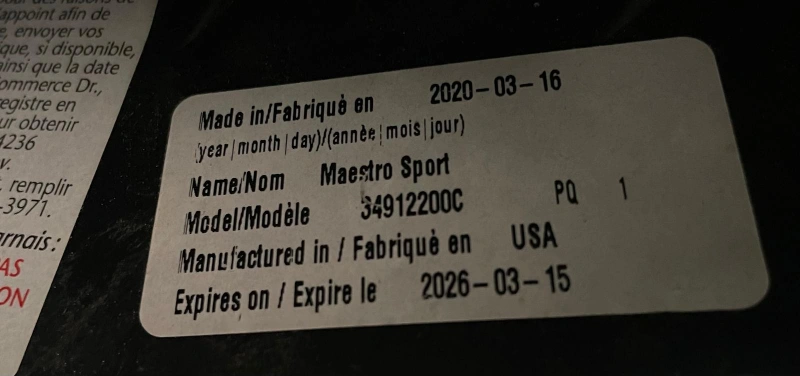 appoint afin de
envoyer vos
que, si disponible,
ainsi que la date
ommerce Dr.,
registre en
ur obtenir
4236
v.
remplir
-3971.
rnais:
AS
ON
Made in/Fabriquè en 2020-03-16
(year|month|day)/(annèe|mois|jour)
Name/Nom Maestro Sport
Model/Modèle 34912200C PQ 1
Manufactured in / Fabriquè en USA
Expires on / Expire le 2026-03-15